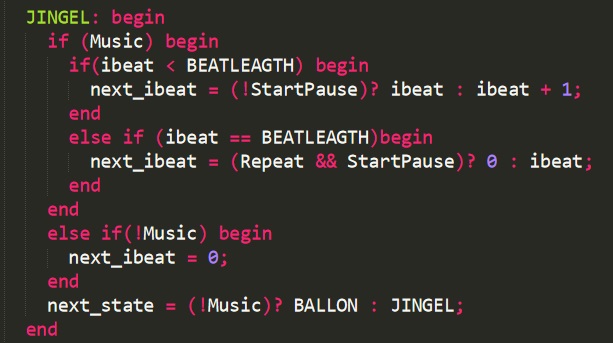 JINGEL: begin
if (Music) begin
if(ibeat < BEATLEAGTH) begin
next_ibeat = (!StartPause)? ibeat : ibeat + 1;
end
else if (ibeat == BEATLEAGTH)begin
next_ibeat = (Repeat && StartPause)? 0 : ibeat;
end
end
else if(!Music) begin
next_ibeat = 0;
end
next_state = (!Music)? BALLON : JINGEL;
end